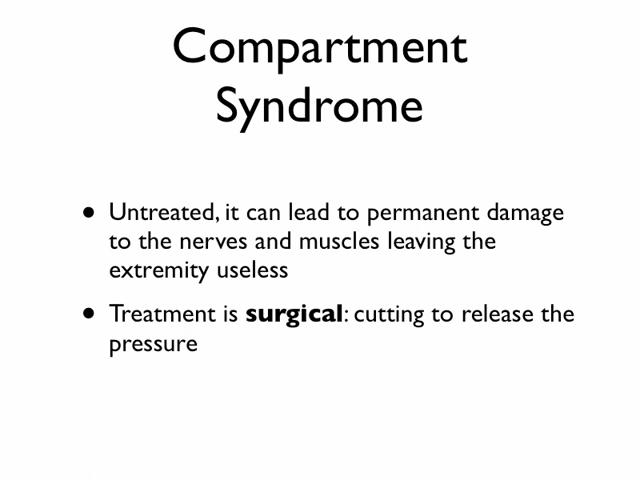 Compartment
Syndrome
• Untreated, it can lead to permanent damage
to the nerves and muscles leaving the
extremity useless
• Treatment is surgical: cutting to release the
pressure